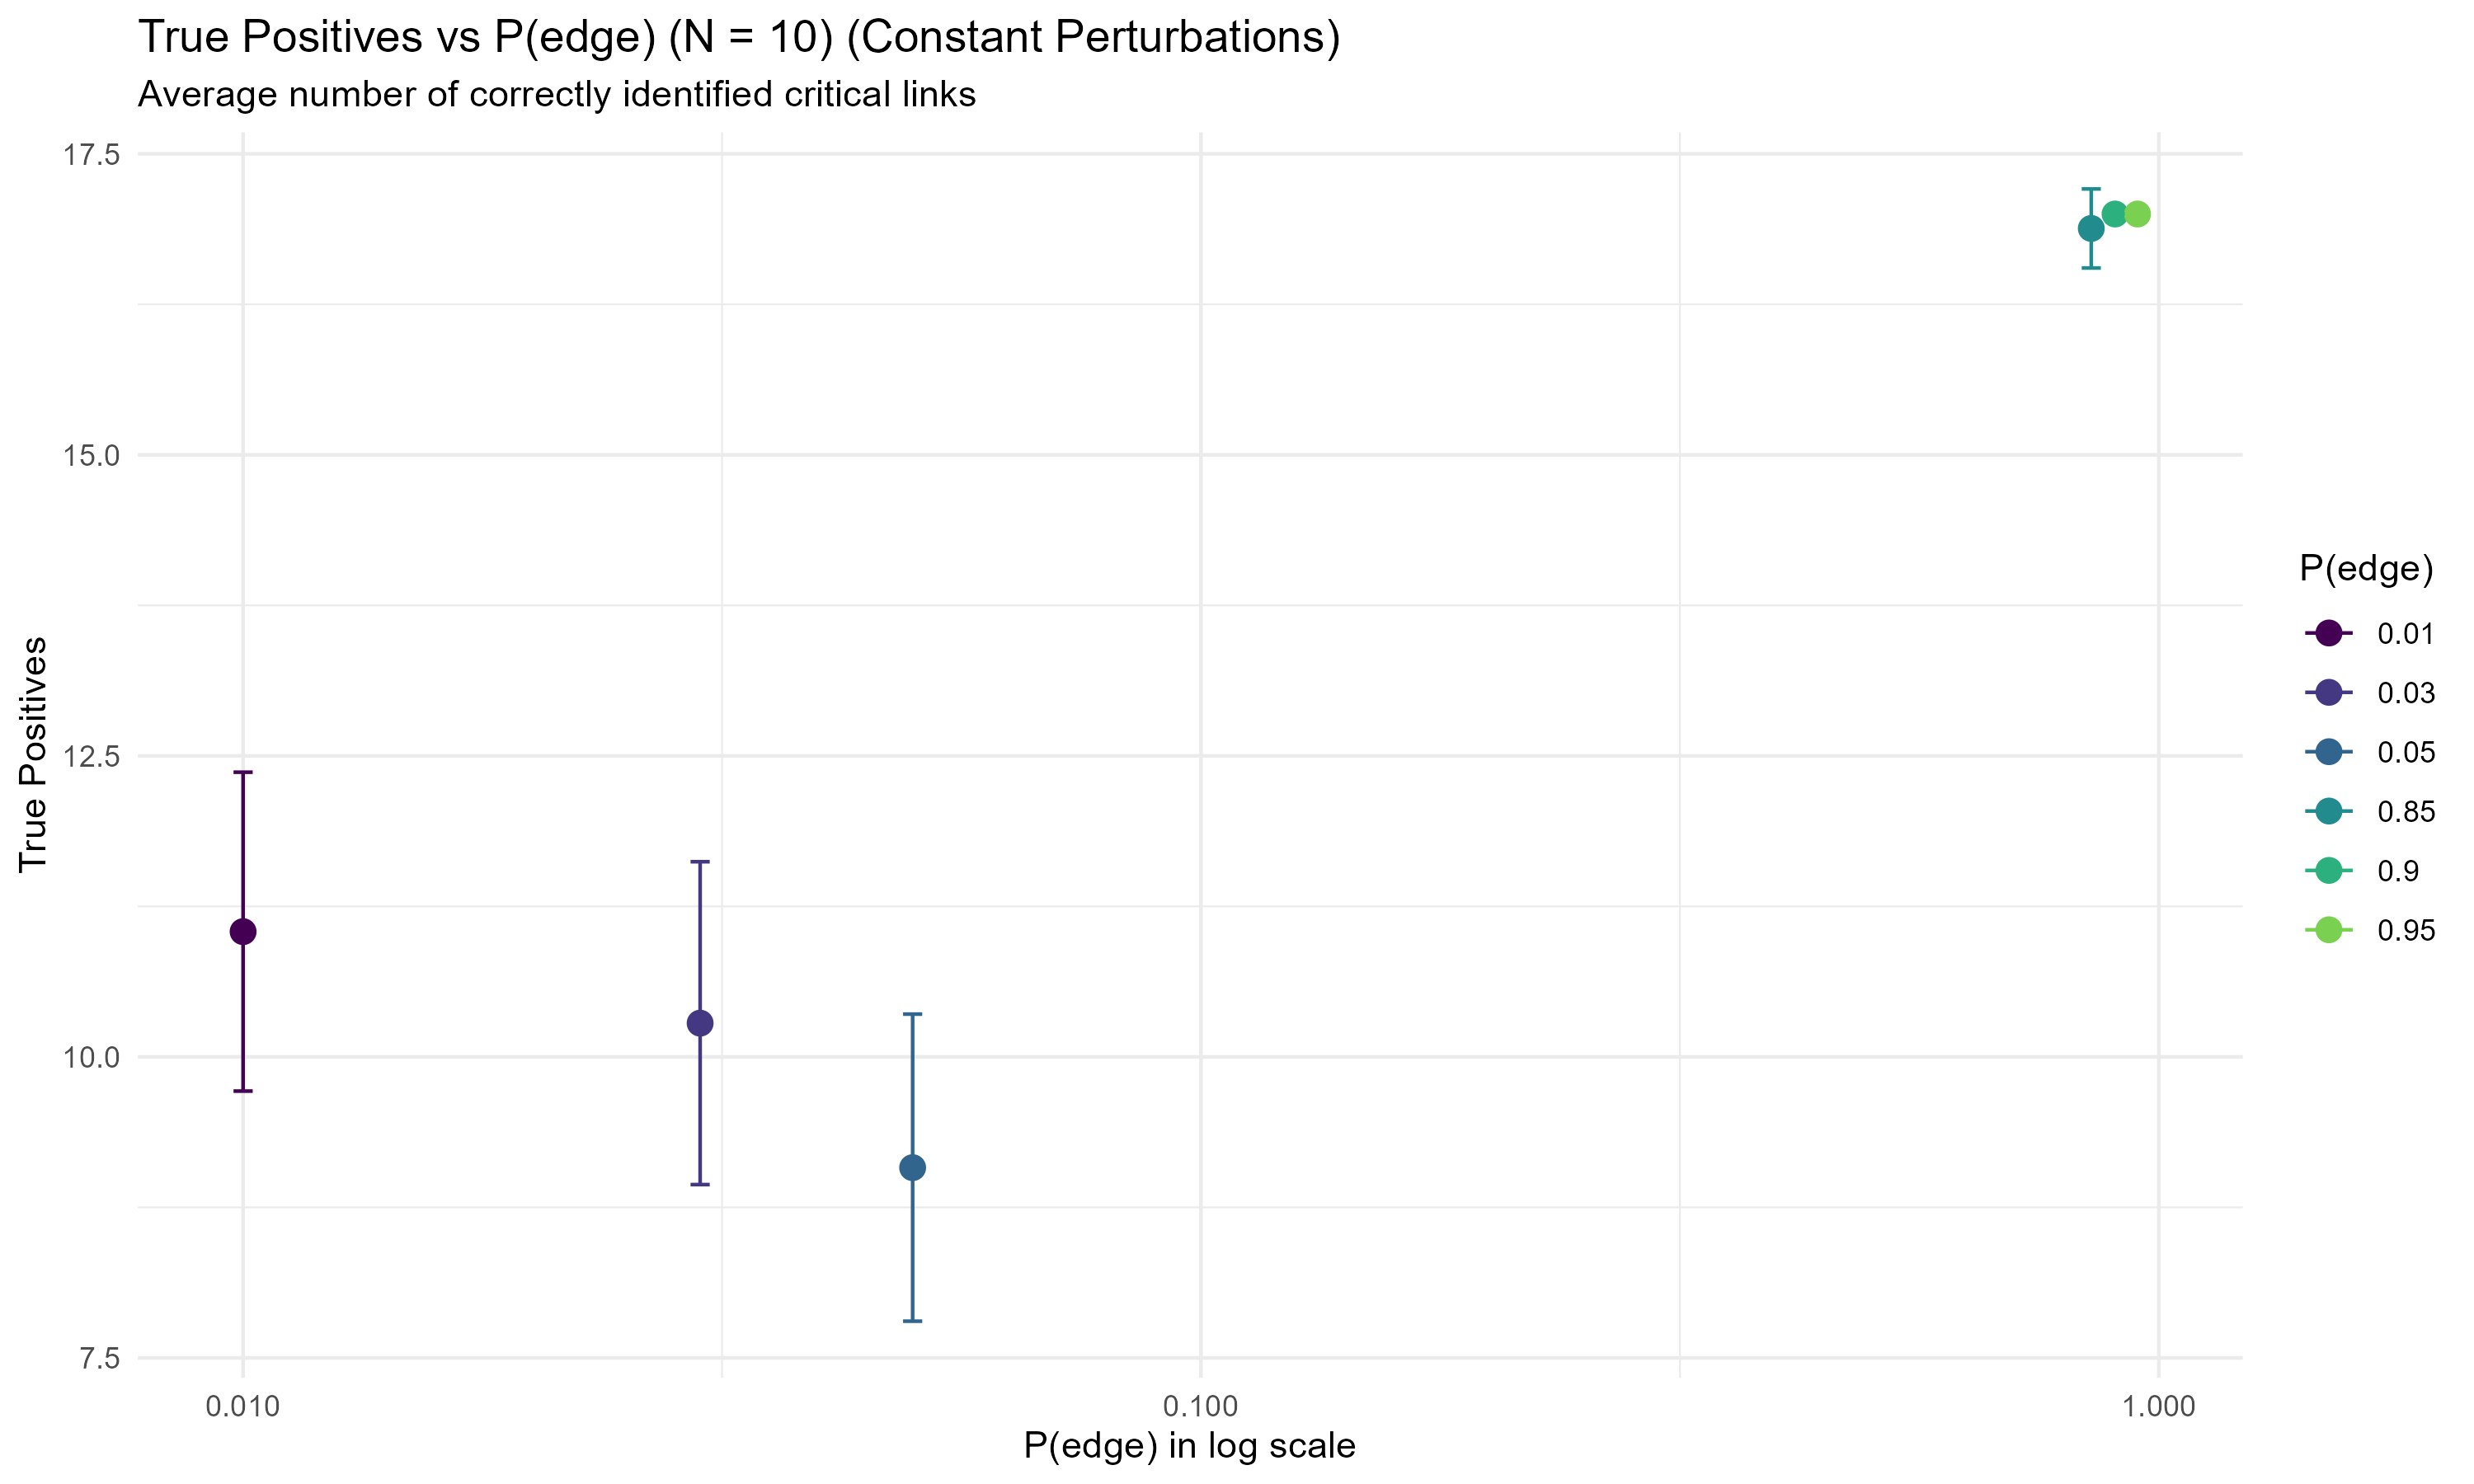 True Positives vs P(edge) (N = 10) (Constant Perturbations)
Average number of correctly identified critical links
17.5
15.0
12.5
10.0
7.5
True Positives
0.010
0.100
1.000
P(edge) in log scale
P(edge)
0.01
0.03
0.05
0.85
0.9
0.95